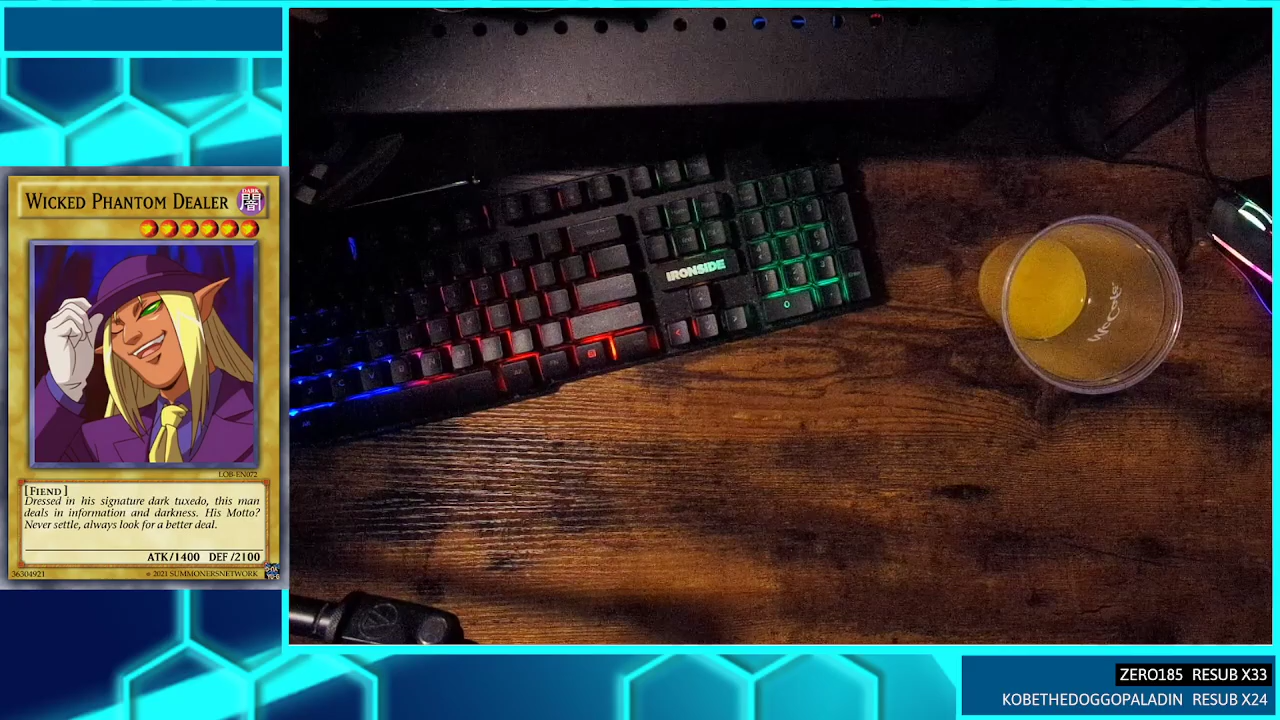 WICKED PHANTOM DEALER
DARK
闇
LOB-EN072
[FIEND]
Dressed in his signature dark tuxedo, this man
deals in information and darkness. His Motto?
Never settle, always look for a better deal.
ATK/1400 DEF/2100
36304921
© 2021 SUMMONERSNETWORK
IRONSIDE
0
ZERO185 RESUB X33
KOBETHEDOGGOPALADIN RESUB X24